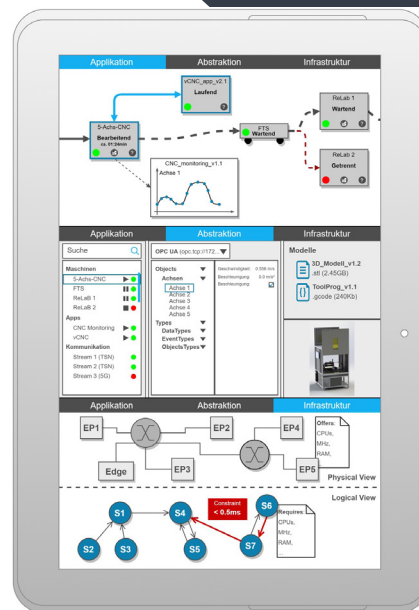 Applikation
Abstraktion
Infrastruktur
vCNC_app_v2.1
Laufend
5-Achs-CNC
Bearbeitend
ca. 01:24min
FTS
Wartend
ReLab 1
Wartend
ReLab 2
Getrennt
CNC_monitoring_v1.1
Achse 1
Applikation
Abstraktion
Infrastruktur
Suche
Maschinen
5-Achs-CNC
FTS
ReLaB 1
ReLaB 2
Apps
CNC Monitoring
vCNC
Kommunikation
Stream 1 (TSN)
Stream 2 (TSN)
Stream 3 (5G)
OPC UA (opc.tcp://172...
Objects
Achsen
Achse 1
Achse 2
Achse 3
Achse 4
Achse 5
Types
DataTypes
EventTypes
ObjectsTypes
Modelle
3D_Modell_v1.2
.stl (2.45GB)
ToolProg_v1.1
.gcode (240Kb)
Applikation
Abstraktion
Infrastruktur
EP1
EP2
EP4
Offers:
CPUs,
MHz,
RAM,
Edge
EP3
EP5
Physical View
Logical View
Constraint
< 0.5ms
S1
S4
S6
S2
S3
S5
S7
Requires:
CPUs,
MHz,
RAM,
...